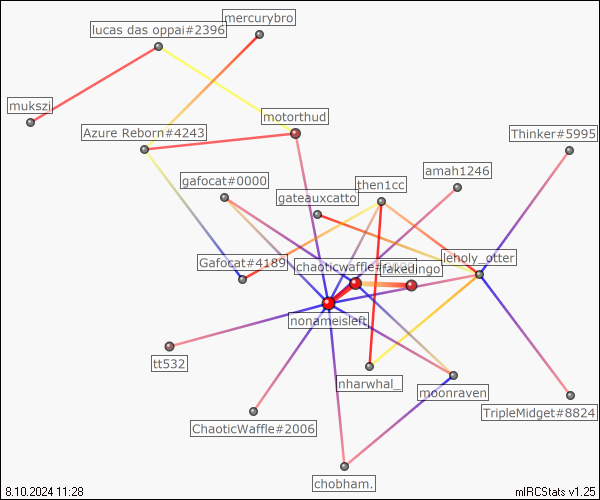 mercurybro
lucas das oppai#2396
mukszi
motorthud
Azure Reborn#4243
Thinker#5995
amah1246
gafocat#0000
then1cc
gateauxcatto
leholy_otter
Gafocat#4189
chaoticwaffle
fakedingo
nonameisleft
tt532
nharwhal_
moonraven
TripleMidget#8824
ChaoticWaffle#2006
chobham.
8.10.2024 11:28
mIRCStats v1.25